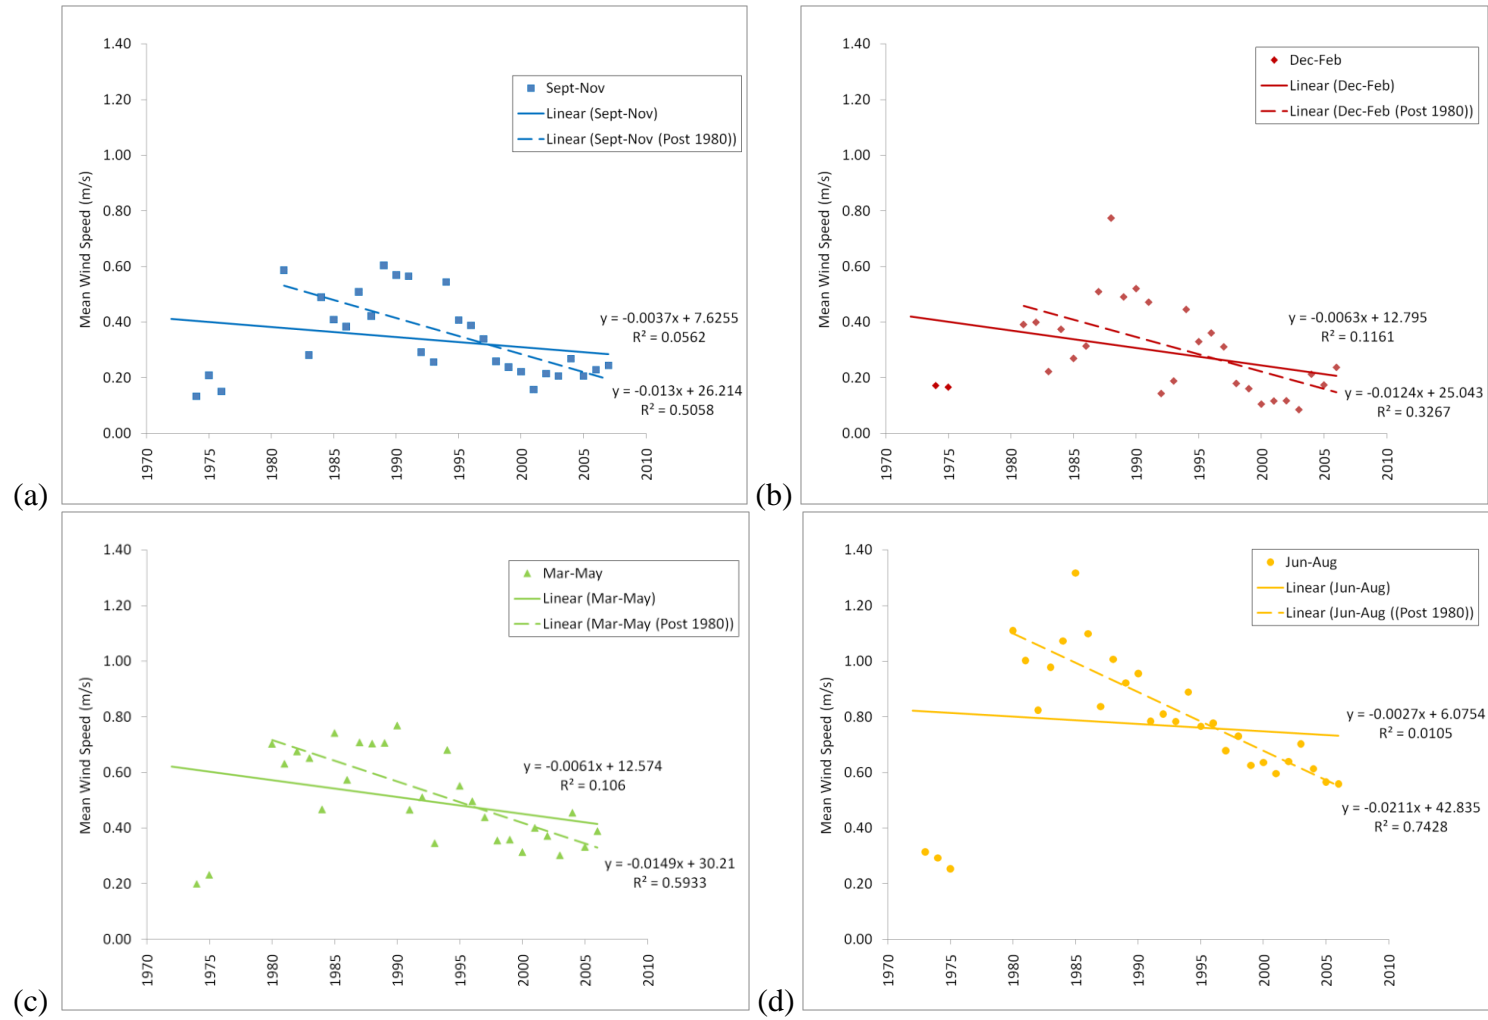 1.40
1.20
1.00
0.80
0.60
0.40
0.20
0.00
Mean Wind Speed (m/s)
1970
1975
1980
1985
1990
1995
2000
2005
2010
Sept-Nov
Linear (Sept-Nov)
Linear (Sept-Nov (Post 1980))
y = -0.0037x + 7.6255
R² = 0.0562
y = -0.013x + 26.214
R² = 0.5058
(a)
1.40
1.20
1.00
0.80
0.60
0.40
0.20
0.00
Mean Wind Speed (m/s)
1970
1975
1980
1985
1990
1995
2000
2005
2010
Dec-Feb
Linear (Dec-Feb)
Linear (Dec-Feb (Post 1980))
y = -0.0063x + 12.795
R² = 0.1161
y = -0.0124x + 25.043
R² = 0.3267
(b)
1.40
1.20
1.00
0.80
0.60
0.40
0.20
0.00
Mean Wind Speed (m/s)
1970
1975
1980
1985
1990
1995
2000
2005
2010
Mar-May
Linear (Mar-May)
Linear (Mar-May (Post 1980))
y = -0.0061x + 12.574
R² = 0.106
y = -0.0149x + 30.21
R² = 0.5933
(c)
1.40
1.20
1.00
0.80
0.60
0.40
0.20
0.00
Mean Wind Speed (m/s)
1970
1975
1980
1985
1990
1995
2000
2005
2010
Jun-Aug
Linear (Jun-Aug)
Linear (Jun-Aug ((Post 1980))
y = -0.0027x + 6.0754
R² = 0.0105
y = -0.0211x + 42.835
R² = 0.7428
(d)